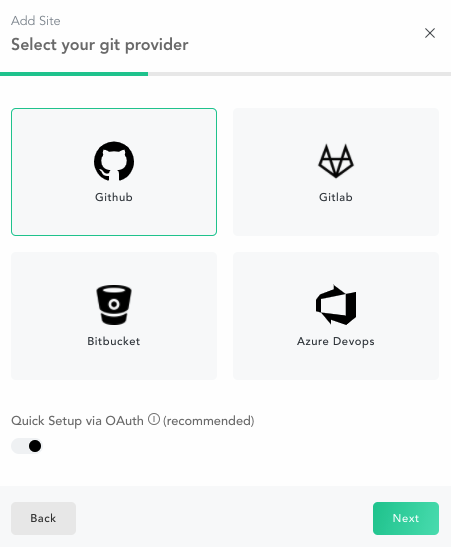 Add Site
Select your git provider
Github
Gitlab
Bitbucket
Azure Devops
Quick Setup via OAuth (recommended)
Back
Next